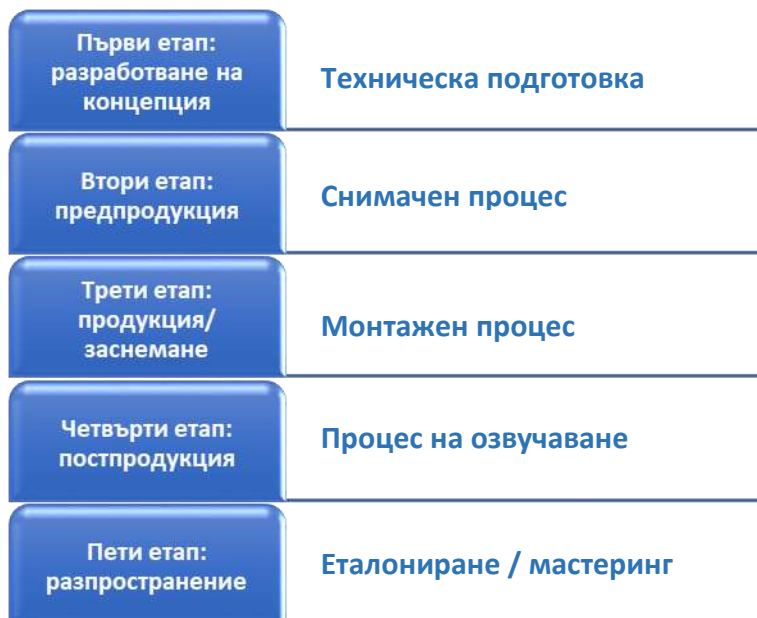 Първи етап:
разработване на
концепция
Техническа подготовка
Втори етап:
предпродукция
Снимачен процес
Трети етап:
продукция/
заснемане
Монтажен процес
Четвърти етап:
постпродукция
Процес на озвучаване
Пети етап:
разпространение
Еталониране / мастеринг